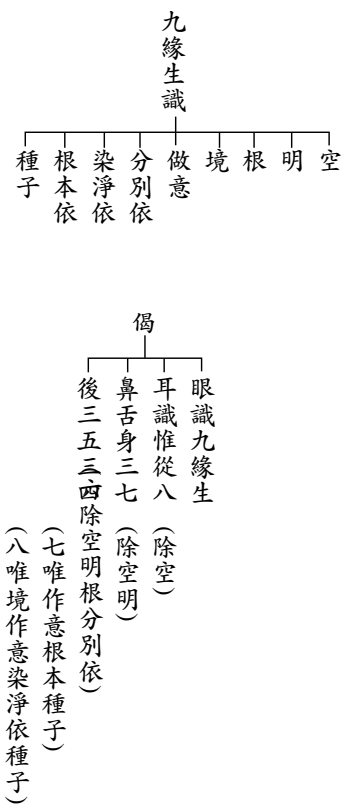 九緣生識
空
明
根
境
做意
分別依
染淨依
根本依
種子
偈
眼識九緣生
耳識惟從八(除空)
鼻舌身三七(除空明)
後三五三四(除空明根分別依)
(七唯作意根本種子)
(八唯境作意染淨依種子)